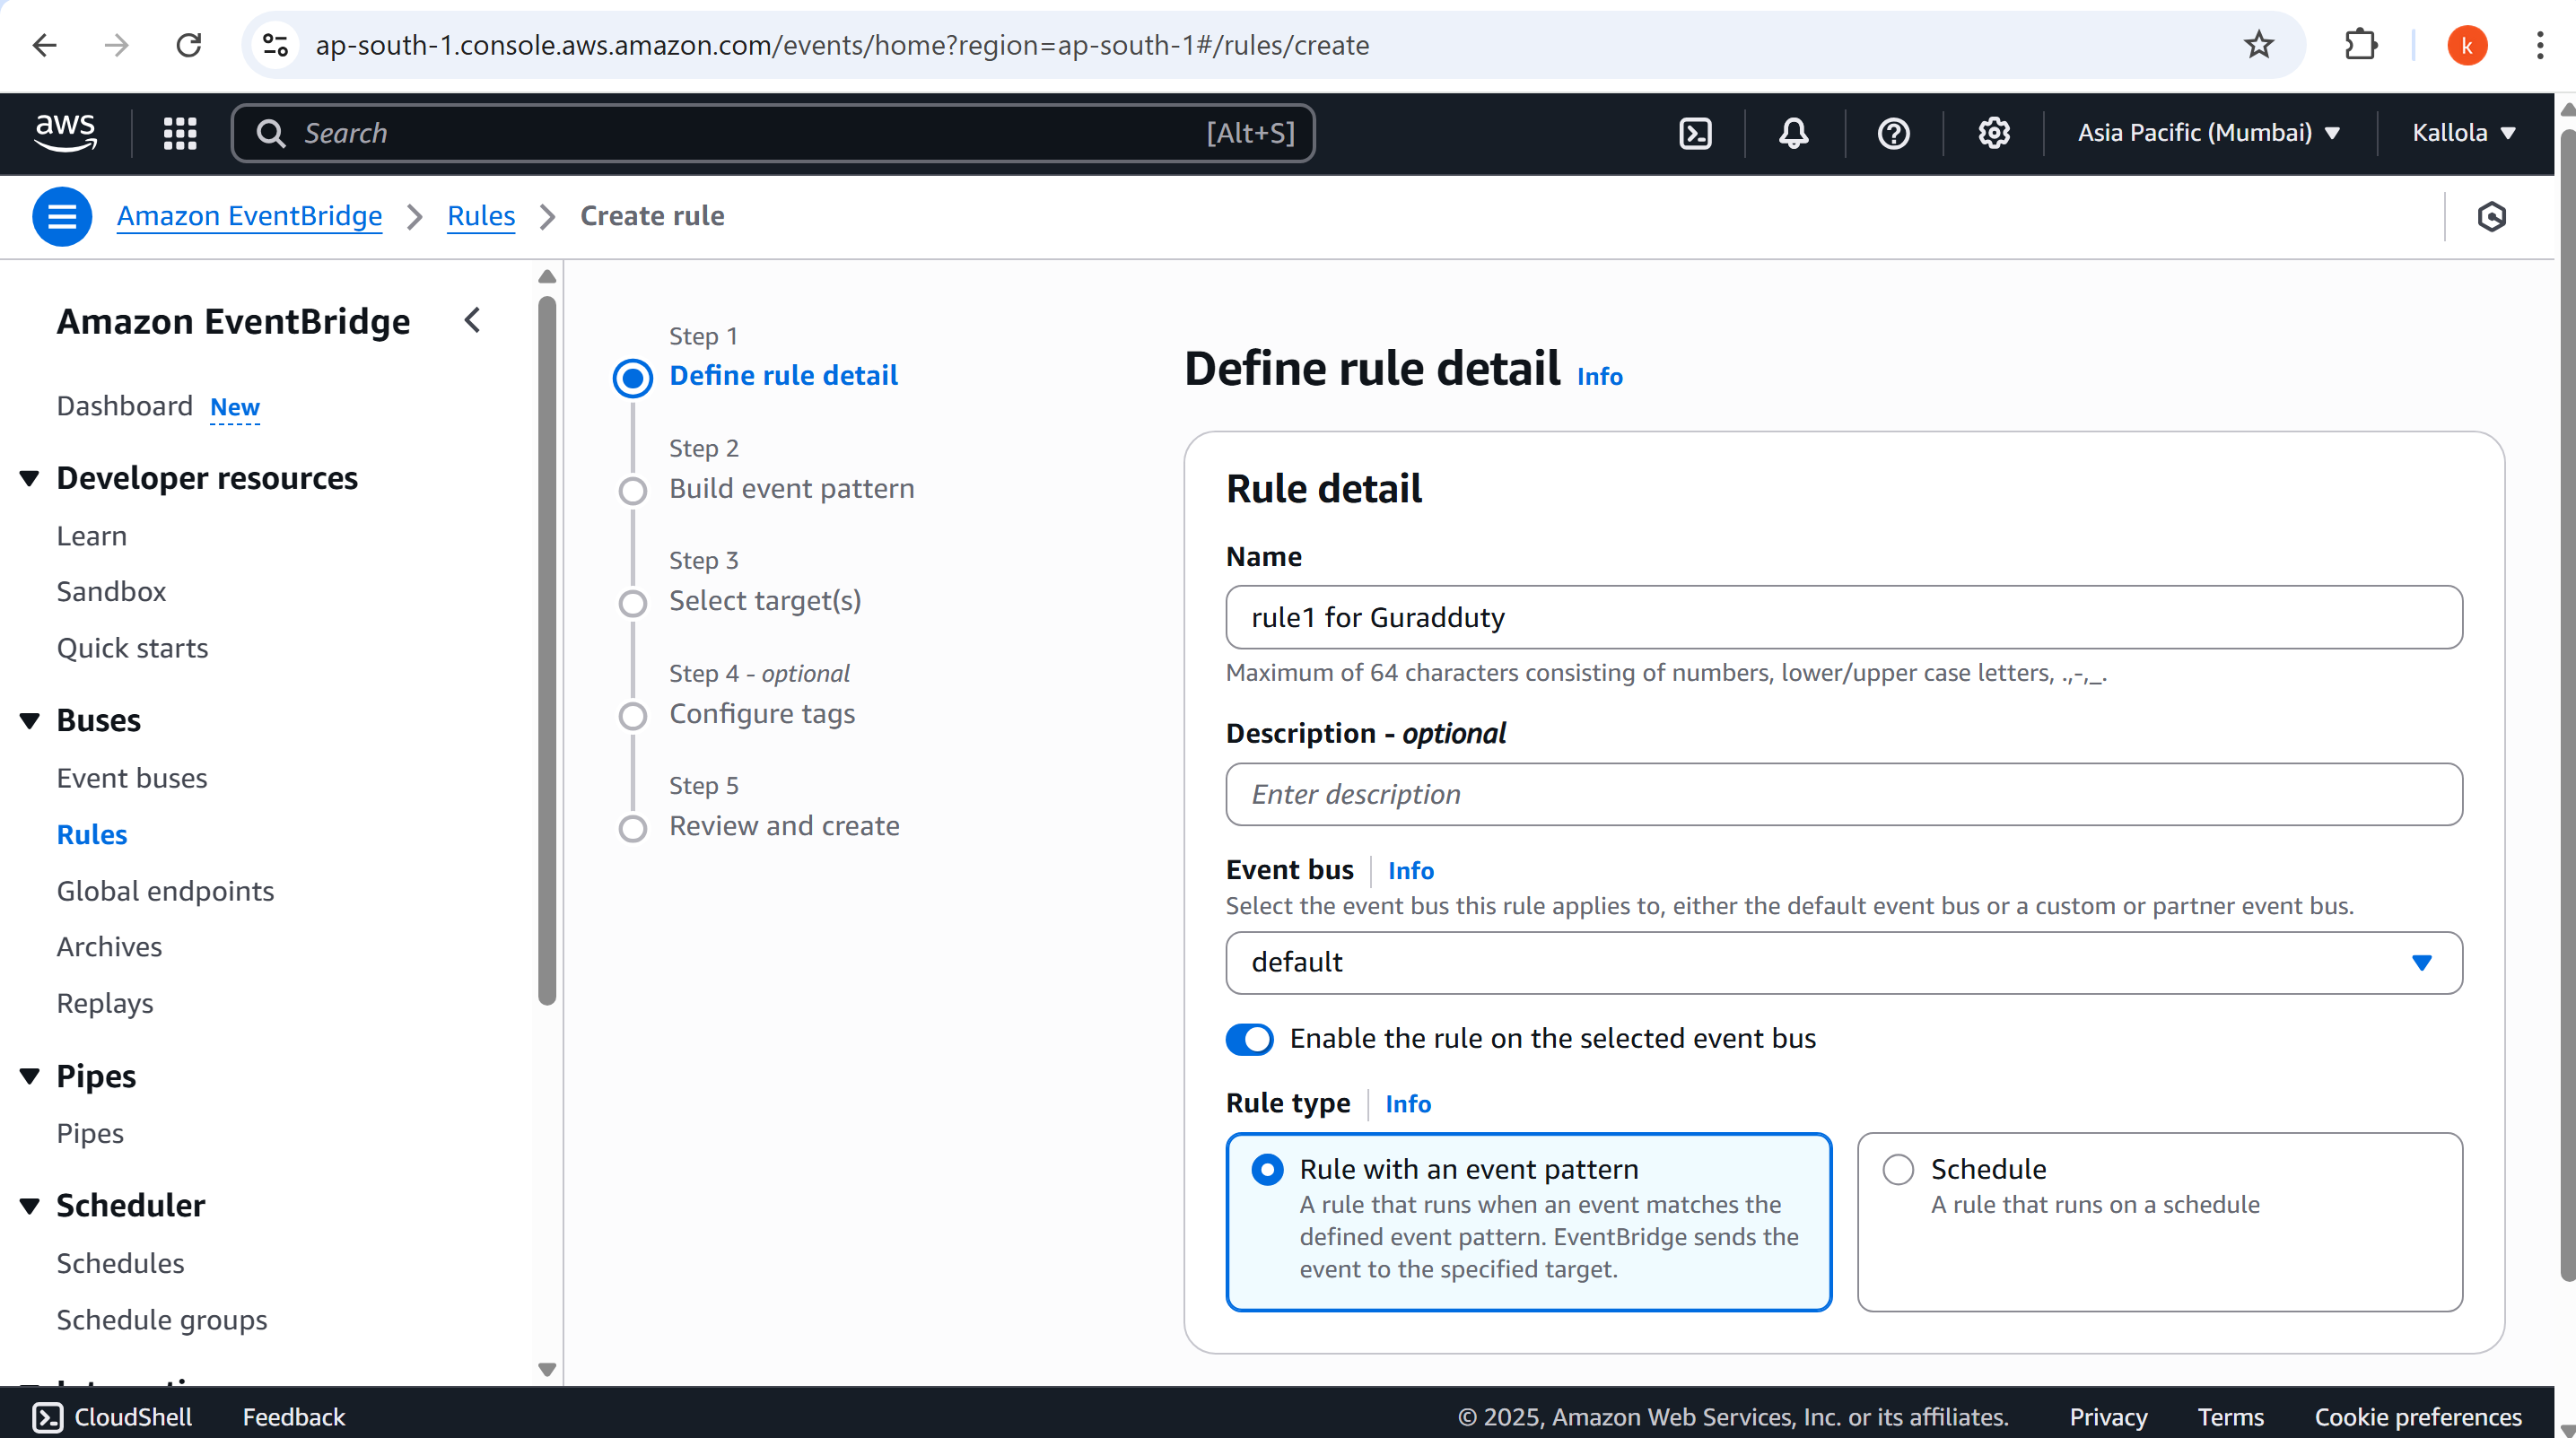 ap-south-1.console.aws.amazon.com/events/home?region=ap-south-1#/rules/create
k
aws
Search
[Alt+S]
Asia Pacific (Mumbai)
Kallola
Amazon EventBridge
Rules
Create rule
Amazon EventBridge
Dashboard New
Developer resources
Learn
Sandbox
Quick starts
Buses
Event buses
Rules
Global endpoints
Archives
Replays
Pipes
Pipes
Scheduler
Schedules
Schedule groups
Step 1
Define rule detail
Step 2
Build event pattern
Step 3
Select target(s)
Step 4 - optional
Configure tags
Step 5
Review and create
Define rule detail Info
Rule detail
Name
rule1 for Guradduty
Maximum of 64 characters consisting of numbers, lower/upper case letters, .,-,_.
Description - optional
Enter description
Event bus Info
Select the event bus this rule applies to, either the default event bus or a custom or partner event bus.
default
Enable the rule on the selected event bus
Rule type Info
Rule with an event pattern
A rule that runs when an event matches the
defined event pattern. EventBridge sends the
event to the specified target.
Schedule
A rule that runs on a schedule
CloudShell
Feedback
© 2025, Amazon Web Services, Inc. or its affiliates.
Privacy
Terms
Cookie preferences